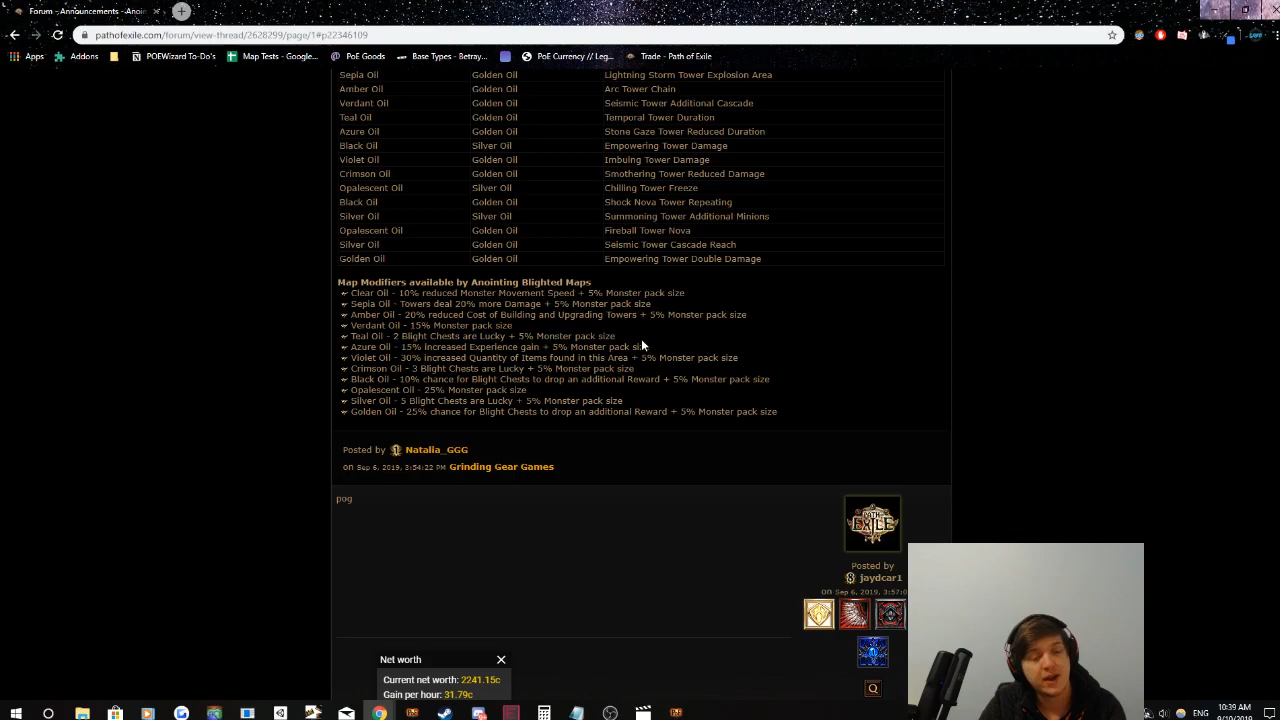 Forum - Announcements - Anoin
pathofexile.com/forum/view-thread/2628299/page/1#p22346109
Apps Addons POEWizard To-Do's Map Tests - Google... PoE Goods Base Types - Betray... PoE Currency // Leg... Trade - Path of Exile
Sepia Oil Golden Oil Lightning Storm Tower Explosion Area
Amber Oil Golden Oil Arc Tower Chain
Verdant Oil Golden Oil Seismic Tower Additional Cascade
Teal Oil Golden Oil Temporal Tower Duration
Azure Oil Golden Oil Stone Gaze Tower Reduced Duration
Black Oil Silver Oil Empowering Tower Damage
Violet Oil Golden Oil Imbuing Tower Damage
Crimson Oil Golden Oil Smothering Tower Reduced Damage
Opalescent Oil Silver Oil Chilling Tower Freeze
Black Oil Golden Oil Shock Nova Tower Repeating
Silver Oil Silver Oil Summoning Tower Additional Minions
Opalescent Oil Golden Oil Fireball Tower Nova
Silver Oil Golden Oil Seismic Tower Cascade Reach
Golden Oil Golden Oil Empowering Tower Double Damage
Map Modifiers available by Anointing Blighted Maps
Clear Oil - 10% reduced Monster Movement Speed + 5% Monster pack size
Sepia Oil - Towers deal 20% more Damage + 5% Monster pack size
Amber Oil - 20% reduced Cost of Building and Upgrading Towers + 5% Monster pack size
Verdant Oil - 15% Monster pack size
Teal Oil - 2 Blight Chests are Lucky + 5% Monster pack size
Azure Oil - 15% increased Experience gain + 5% Monster pack size
Violet Oil - 30% increased Quantity of Items found in this Area + 5% Monster pack size
Crimson Oil - 3 Blight Chests are Lucky + 5% Monster pack size
Black Oil - 10% chance for Blight Chests to drop an additional Reward + 5% Monster pack size
Opalescent Oil - 25% Monster pack size
Silver Oil - 5 Blight Chests are Lucky + 5% Monster pack size
Golden Oil - 25% chance for Blight Chests to drop an additional Reward + 5% Monster pack size
Posted by Natalia_GGG
on Sep 6, 2019, 3:54:22 PM Grinding Gear Games
pog
PATH OF EXILE
Posted by
jaydcar1
on Sep 6, 2019, 3:57:0
Net worth
Current net worth: 2241.15c
Gain per hour: 31.79c
ENG
10:39 AM
9/10/2019